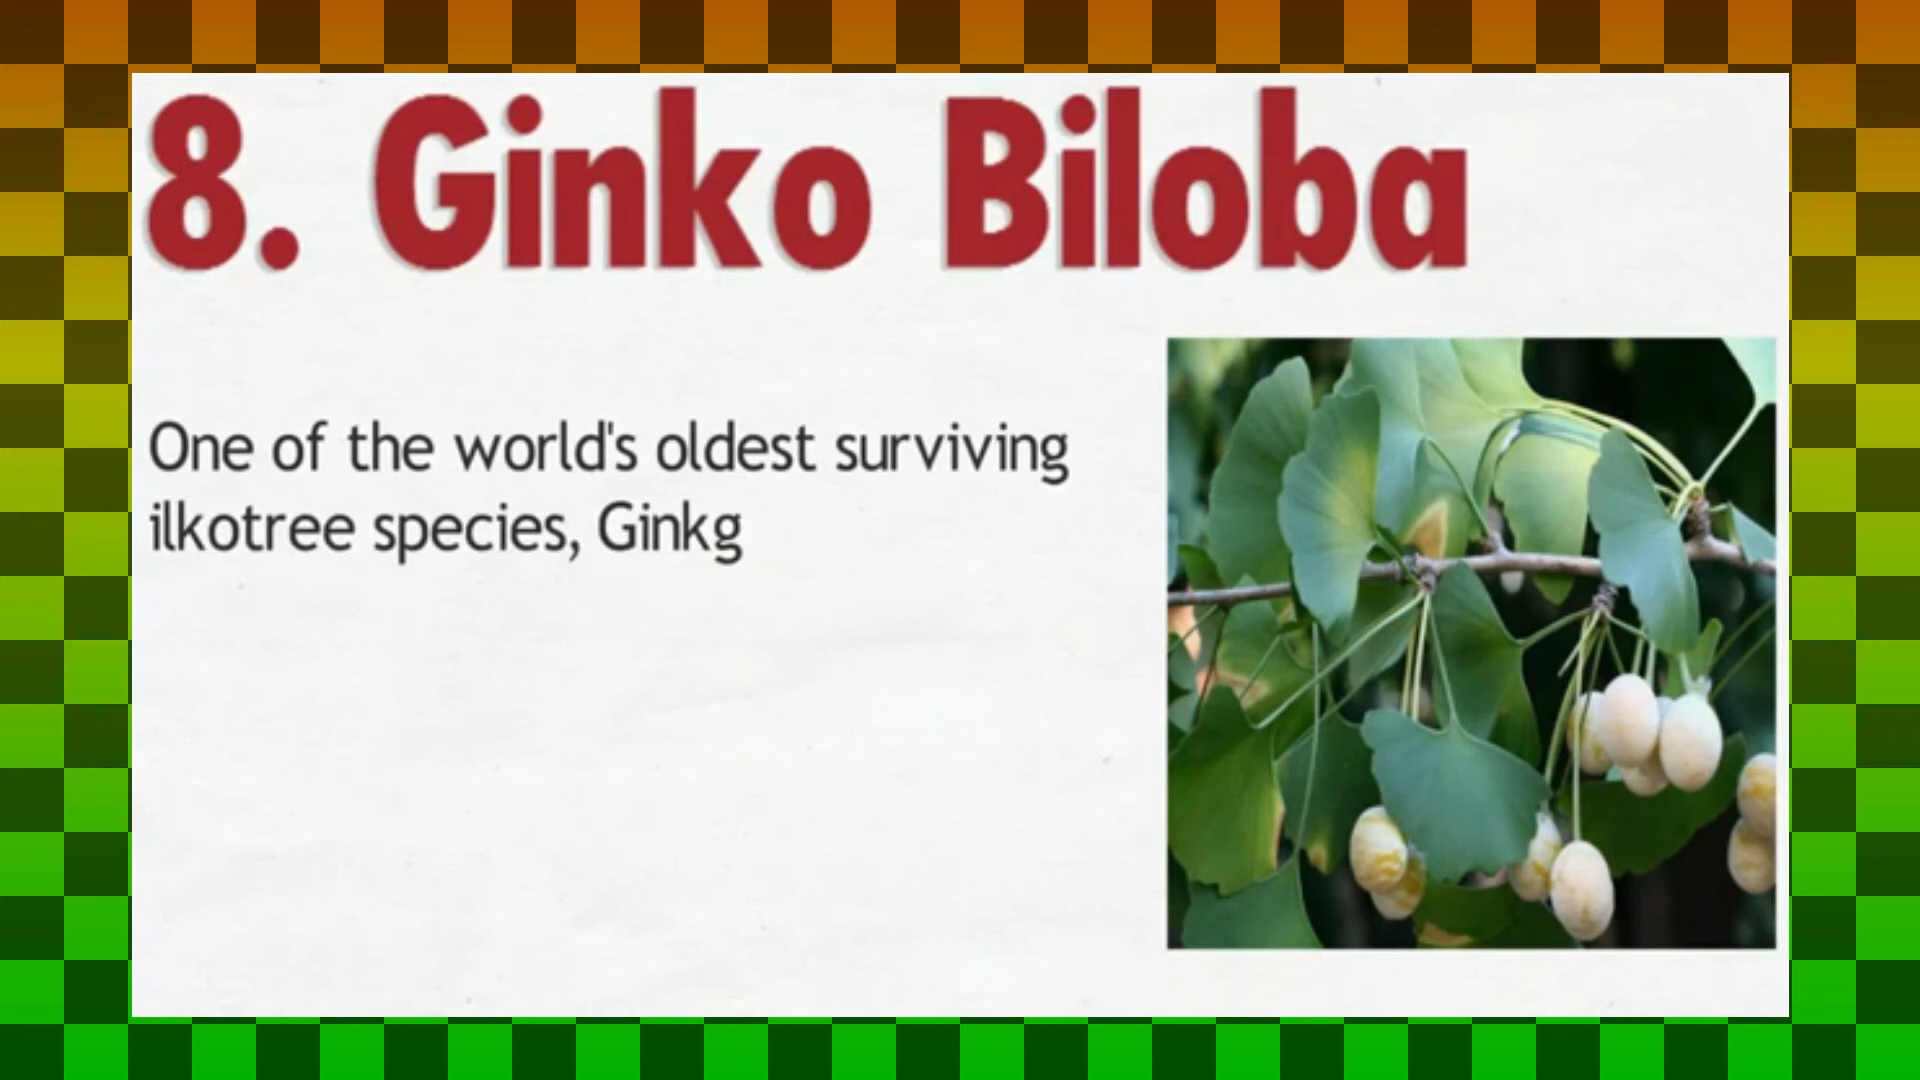 8. Ginko Biloba
One of the world's oldest surviving
ilkotree species, Ginkg